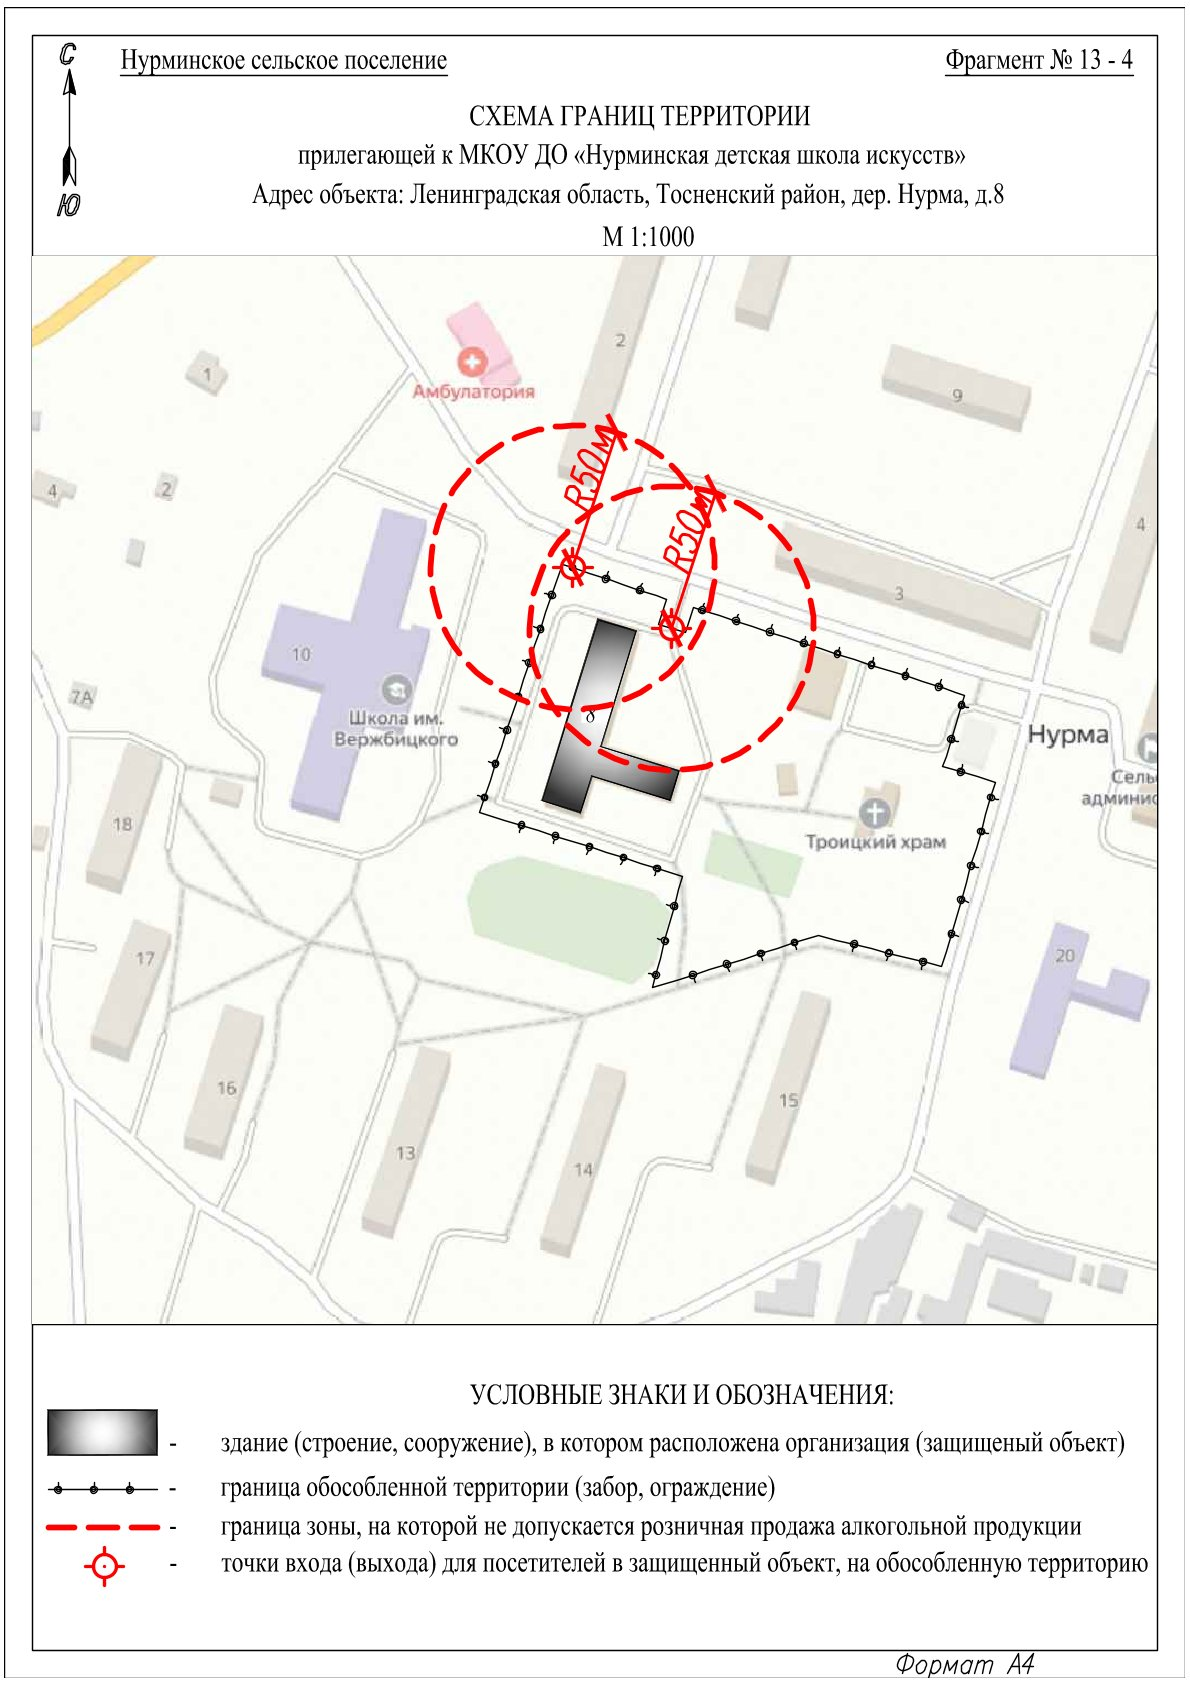 С
Ю
Нурминское сельское поселение
Фрагмент № 13 - 4
СХЕМА ГРАНИЦ ТЕРРИТОРИИ
прилегающей к МКОУ ДО «Нурминская детская школа искусств»
Адрес объекта: Ленинградская область, Тосненский район, дер. Нурма, д.8
М 1:1000
2
1
Амбулатория
9
R50м
4
2
R50м
4
3
10
7А
Школа им.
Вержбицкого
8
Нурма
Сель
админис
18
Троицкий храм
17
20
16
15
13
14
УСЛОВНЫЕ ЗНАКИ И ОБОЗНАЧЕНИЯ:
- здание (строение, сооружение), в котором расположена организация (защищеный объект)
- граница обособленной территории (забор, ограждение)
- граница зоны, на которой не допускается розничная продажа алкогольной продукции
- точки входа (выхода) для посетителей в защищенный объект, на обособленную территорию
Формат А4